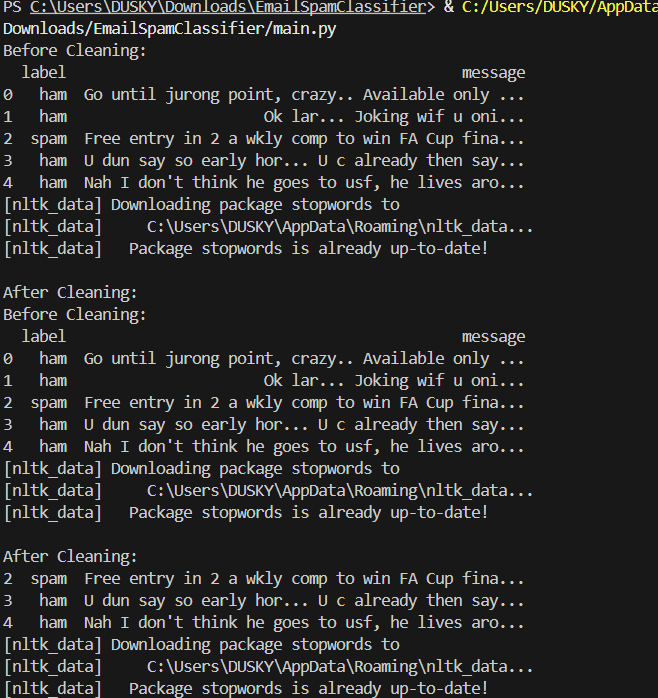 PS C:\Users\DUSKY\Downloads\EmailSpamClassifier> & C:/Users/DUSKY/AppData
Downloads/EmailSpamClassifier/main.py
Before Cleaning:
  label                                            message
0   ham  Go until jurong point, crazy.. Available only ...
1   ham                      Ok lar... Joking wif u oni...
2  spam  Free entry in 2 a wkly comp to win FA Cup fina...
3   ham  U dun say so early hor... U c already then say...
4   ham  Nah I don't think he goes to usf, he lives aro...
[nltk_data] Downloading package stopwords to
[nltk_data]     C:\Users\DUSKY\AppData\Roaming\nltk_data...
[nltk_data]   Package stopwords is already up-to-date!

After Cleaning:
Before Cleaning:
  label                                            message
0   ham  Go until jurong point, crazy.. Available only ...
1   ham                      Ok lar... Joking wif u oni...
2  spam  Free entry in 2 a wkly comp to win FA Cup fina...
3   ham  U dun say so early hor... U c already then say...
4   ham  Nah I don't think he goes to usf, he lives aro...
[nltk_data] Downloading package stopwords to
[nltk_data]     C:\Users\DUSKY\AppData\Roaming\nltk_data...
[nltk_data]   Package stopwords is already up-to-date!

After Cleaning:
2  spam  Free entry in 2 a wkly comp to win FA Cup fina...
3   ham  U dun say so early hor... U c already then say...
4   ham  Nah I don't think he goes to usf, he lives aro...
[nltk_data] Downloading package stopwords to
[nltk_data]     C:\Users\DUSKY\AppData\Roaming\nltk_data...
[nltk_data]   Package stopwords is already up-to-date!